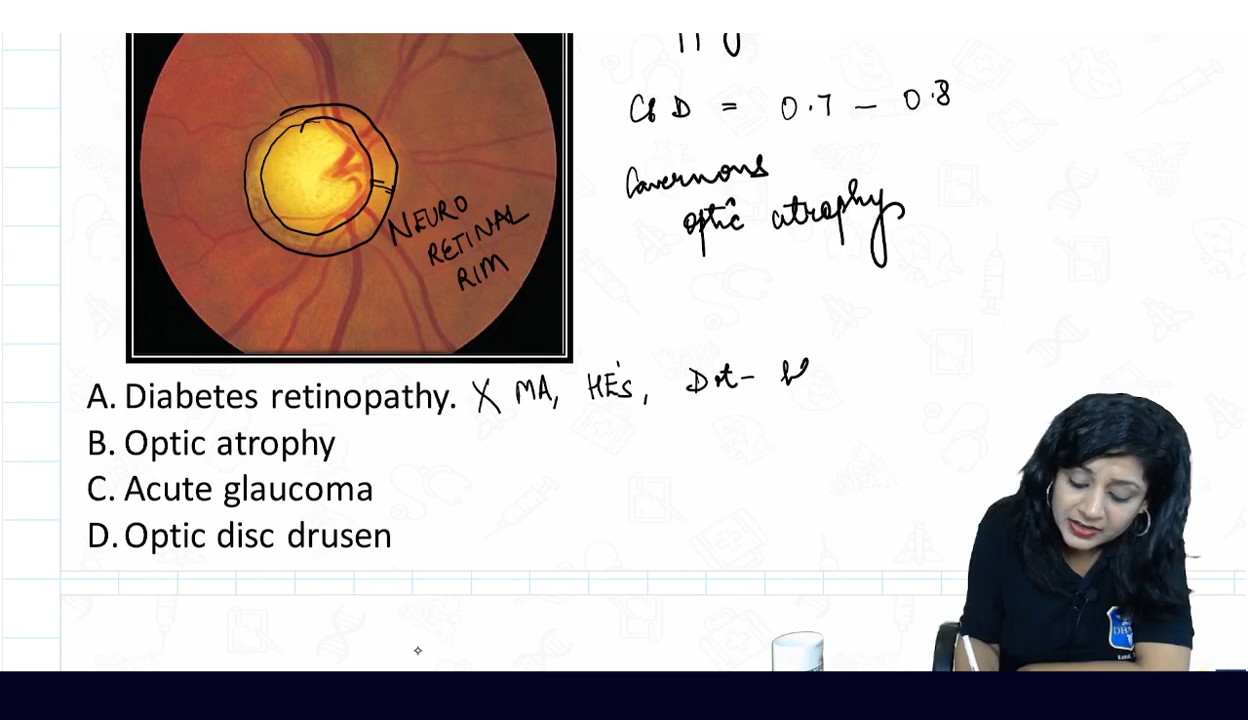 C&D = 0.7 – 0.8
Cavernous
optic atrophy
NEURO
RETINAL
RIM
A. Diabetes retinopathy. X MA, HE's, Dot-
B. Optic atrophy
C. Acute glaucoma
D. Optic disc drusen